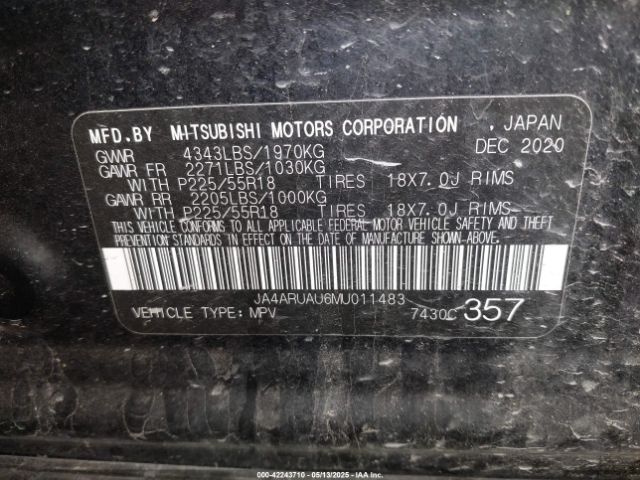 MFD.BY MITSUBISHI MOTORS CORPORATION , JAPAN
GVWR 4343LBS/1970KG DEC 2020
GAWR FR 2271LBS/1030KG
WITH P225/55R18 TIRES 18X7.0J RIMS
GAWR RR 2205LBS/1000KG
WITH P225/55R18 TIRES 18X7.0J RIMS
THIS VEHICLE CONFORMS TO ALL APPLICABLE FEDERAL MOTOR VEHICLE SAFETY AND THEFT
PREVENTION STANDARDS IN EFFECT ON THE DATE OF MANUFACTURE SHOWN ABOVE.
JA4ARUAU6MU011483
VEHICLE TYPE: MPV 7430C 357
000-42243710 - 05/13/2025 - IAA Inc.